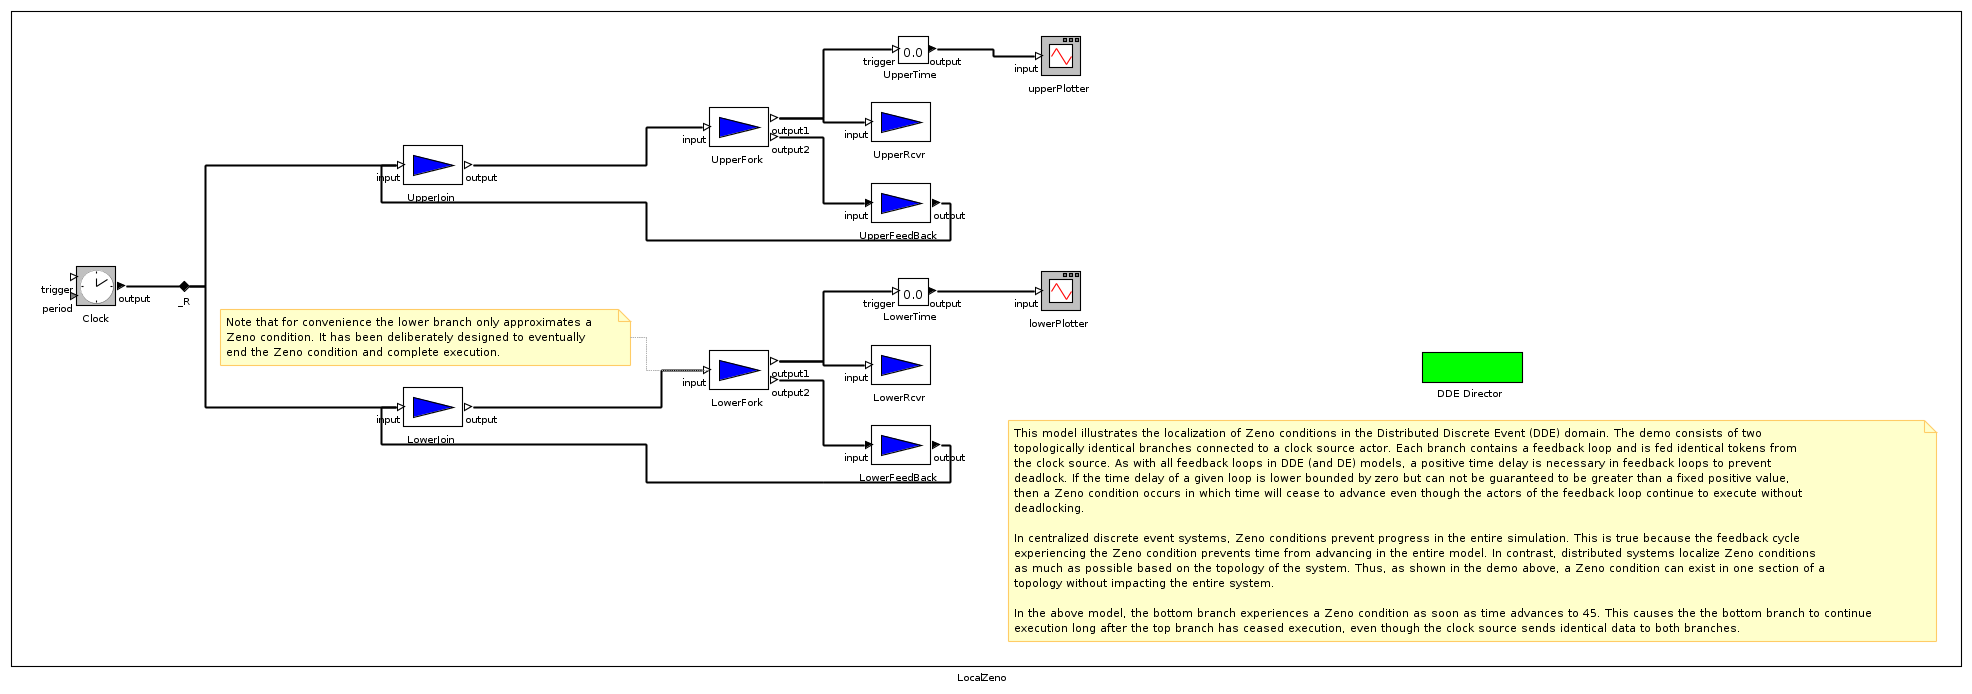 0.0
trigger
output
UpperTime
input
upperPlotter
input
output1
output2
UpperFork
input
UpperRcvr
input
output
UpperJoin
input
output
UpperFeedBack
trigger
period
output
Clock
_R
0.0
trigger
output
LowerTime
input
lowerPlotter
Note that for convenience the lower branch only approximates a
Zeno condition. It has been deliberately designed to eventually
end the Zeno condition and complete execution.
input
output1
output2
LowerFork
input
LowerRcvr
input
output
LowerJoin
input
output
LowerFeedBack
DDE Director
This model illustrates the localization of Zeno conditions in the Distributed Discrete Event (DDE) domain. The demo consists of two
topologically identical branches connected to a clock source actor. Each branch contains a feedback loop and is fed identical tokens from
the clock source. As with all feedback loops in DDE (and DE) models, a positive time delay is necessary in feedback loops to prevent
deadlock. If the time delay of a given loop is lower bounded by zero but can not be guaranteed to be greater than a fixed positive value,
then a Zeno condition occurs in which time will cease to advance even though the actors of the feedback loop continue to execute without
deadlocking.
In centralized discrete event systems, Zeno conditions prevent progress in the entire simulation. This is true because the feedback cycle
experiencing the Zeno condition prevents time from advancing in the entire model. In contrast, distributed systems localize Zeno conditions
as much as possible based on the topology of the system. Thus, as shown in the demo above, a Zeno condition can exist in one section of a
topology without impacting the entire system.
In the above model, the bottom branch experiences a Zeno condition as soon as time advances to 45. This causes the the bottom branch to continue
execution long after the top branch has ceased execution, even though the clock source sends identical data to both branches.
LocalZeno